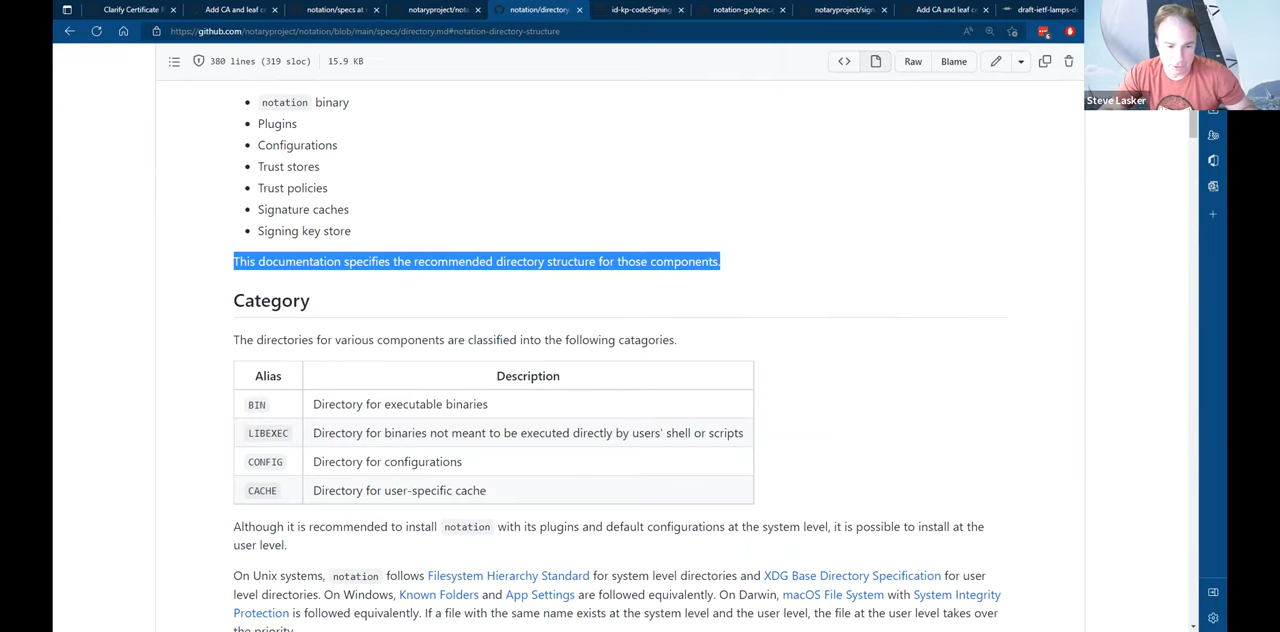 Clarify Certificate F
Add CA and leaf ce
notation/specs at
notaryproject/nota
notation/directory.
id-kp-codeSigning
notation-go/spec.
notaryproject/sign
Add CA and leaf ce
draft-ietf-lamps-do
https://github.com/notaryproject/notation/blob/main/specs/directory.md#notation-directory-structure
380 lines (319 sloc) 15.9 KB
Raw
Blame
notation binary
Plugins
Configurations
Trust stores
Trust policies
Signature caches
Signing key store
This documentation specifies the recommended directory structure for those components.
Category
The directories for various components are classified into the following catagories.
Alias Description
BIN Directory for executable binaries
LIBEXEC Directory for binaries not meant to be executed directly by users' shell or scripts
CONFIG Directory for configurations
CACHE Directory for user-specific cache
Although it is recommended to install notation with its plugins and default configurations at the system level, it is possible to install at the
user level.
On Unix systems, notation follows Filesystem Hierarchy Standard for system level directories and XDG Base Directory Specification for user
level directories. On Windows, Known Folders and App Settings are followed equivalently. On Darwin, macOS File System with System Integrity
Protection is followed equivalently. If a file with the same name exists at the system level and the user level, the file at the user level takes over
the priority.
Steve Lasker